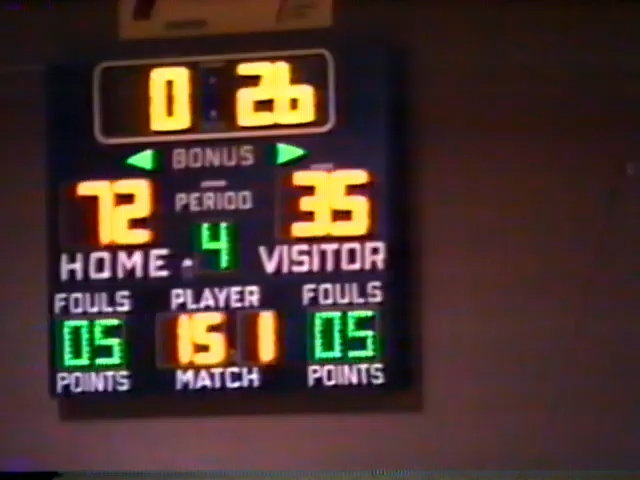 0:26
BONUS
72 PERIOD 35
HOME 4 VISITOR
FOULS PLAYER FOULS
05 15 1 05
POINTS MATCH POINTS